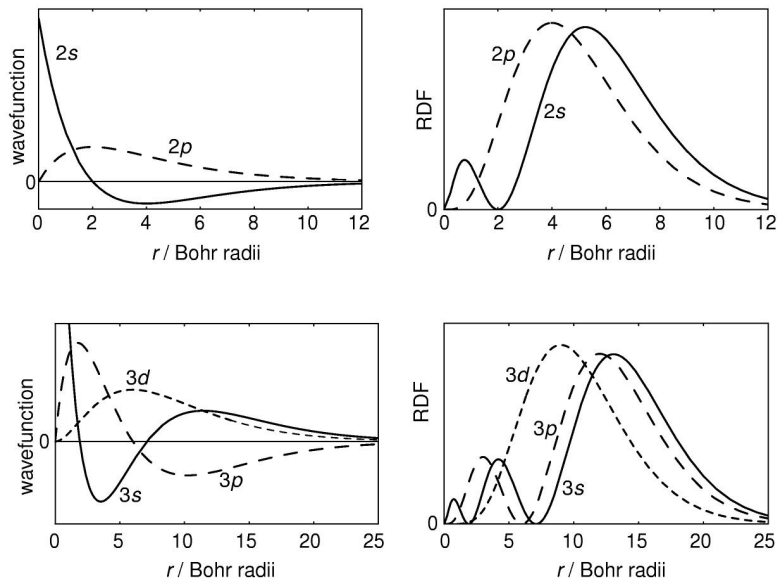 wavefunction
2s
2p
0
0 2 4 6 8 10 12
r / Bohr radii
RDF
2p
2s
0
0 2 4 6 8 10 12
r / Bohr radii
wavefunction
3d
0
3s
3p
0 5 10 15 20 25
r / Bohr radii
RDF
3d
3p
3s
0
0 5 10 15 20 25
r / Bohr radii